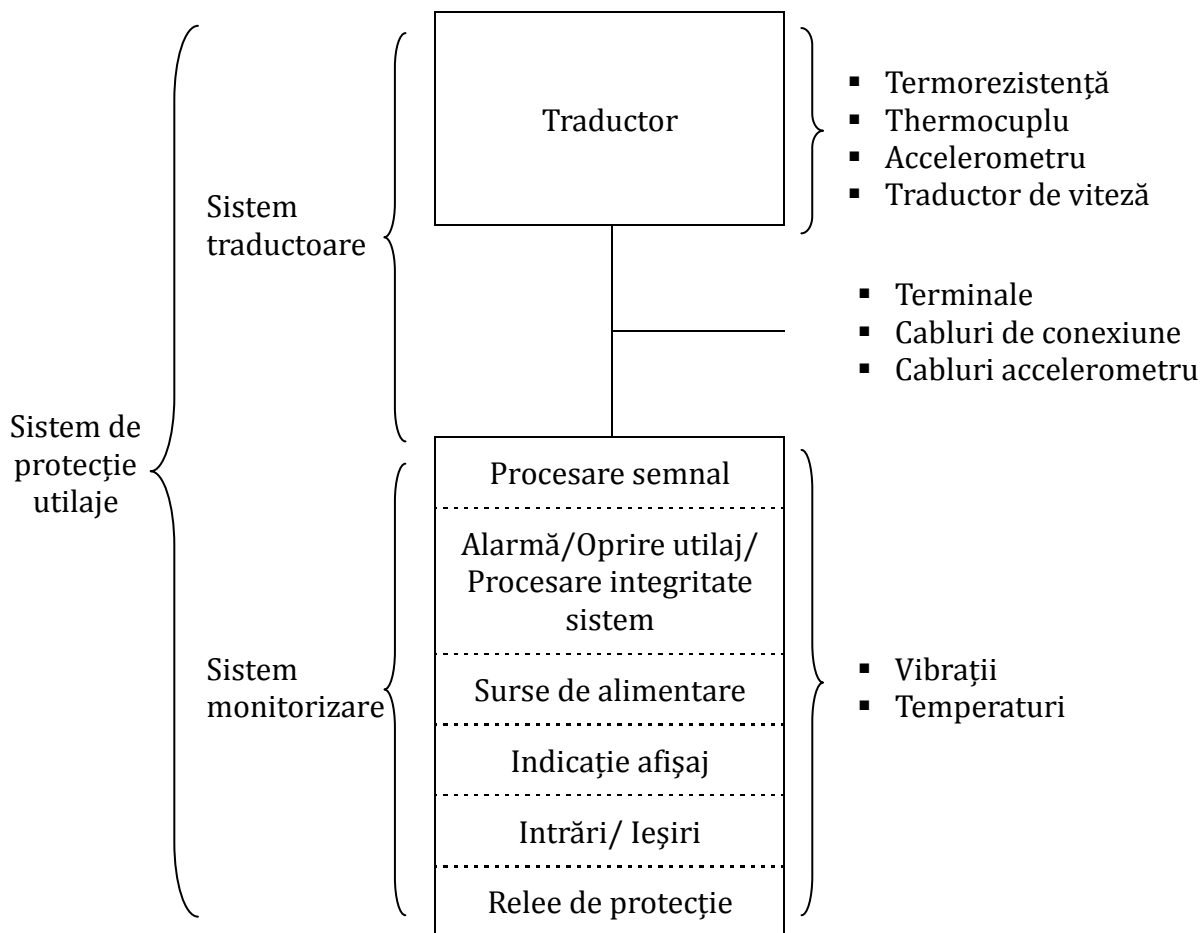 Traductor
▪ Termorezistență
▪ Thermocuplu
▪ Accelerometru
▪ Traductor de viteză
Sistem
traductoare
▪ Terminale
▪ Cabluri de conexiune
▪ Cabluri accelerometru
Sistem de
protecție
utilaje
Procesare semnal
Alarmă/Oprire utilaj/
Procesare integritate
sistem
Sistem
monitorizare
Surse de alimentare
▪ Vibrații
▪ Temperaturi
Indicație afișaj
Intrări/ Ieșiri
Relee de protecție